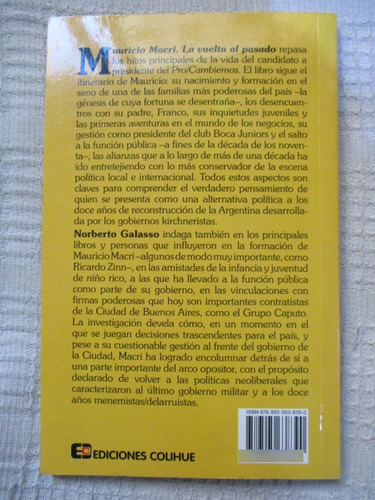 Mauricio Macri. La vuelta al pasado repasa
los hitos principales de la vida del candidato a
presidente del Pro/Cambiemos. El libro sigue el
itinerario de Mauricio: su nacimiento y formación en el
seno de una de las familias más poderosas del país –la
génesis de cuya fortuna se desentraña–, los desencuen-
tros con su padre, Franco, sus inquietudes juveniles y
las primeras aventuras en el mundo de los negocios, su
gestión como presidente del club Boca Juniors y el salto
a la función pública –a fines de la década de los noven-
ta–, las alianzas que a lo largo de más de una década ha
ido entretejiendo con lo más conservador de la escena
política local e internacional. Todos estos aspectos son
claves para comprender el verdadero pensamiento de
quien se presenta como una alternativa política a los
doce años de reconstrucción de la Argentina desarrolla-
da por los gobiernos kirchneristas.
Norberto Galasso indaga también en los principales
libros y personas que influyeron en la formación de
Mauricio Macri –algunos de modo muy importante, como
Ricardo Zinn–, en las amistades de la infancia y juventud
de niño rico, a las que ha llevado a la función pública
como parte de su gobierno, en las vinculaciones con
firmas poderosas que hoy son importantes contratistas
de la Ciudad de Buenos Aires, como el Grupo Caputo.
La investigación devela cómo, en un momento en el
que se juegan decisiones trascendentes para el país, y
pese a su cuestionable gestión al frente del gobierno de
la Ciudad, Macri ha logrado encolumnar detrás de sí a
una parte importante del arco opositor, con el propósito
declarado de volver a las políticas neoliberales que
caracterizaron al último gobierno militar y a los doce
años menemistas/delarruistas.
ISBN 978-950-563-839-0
EDICIONES COLIHUE